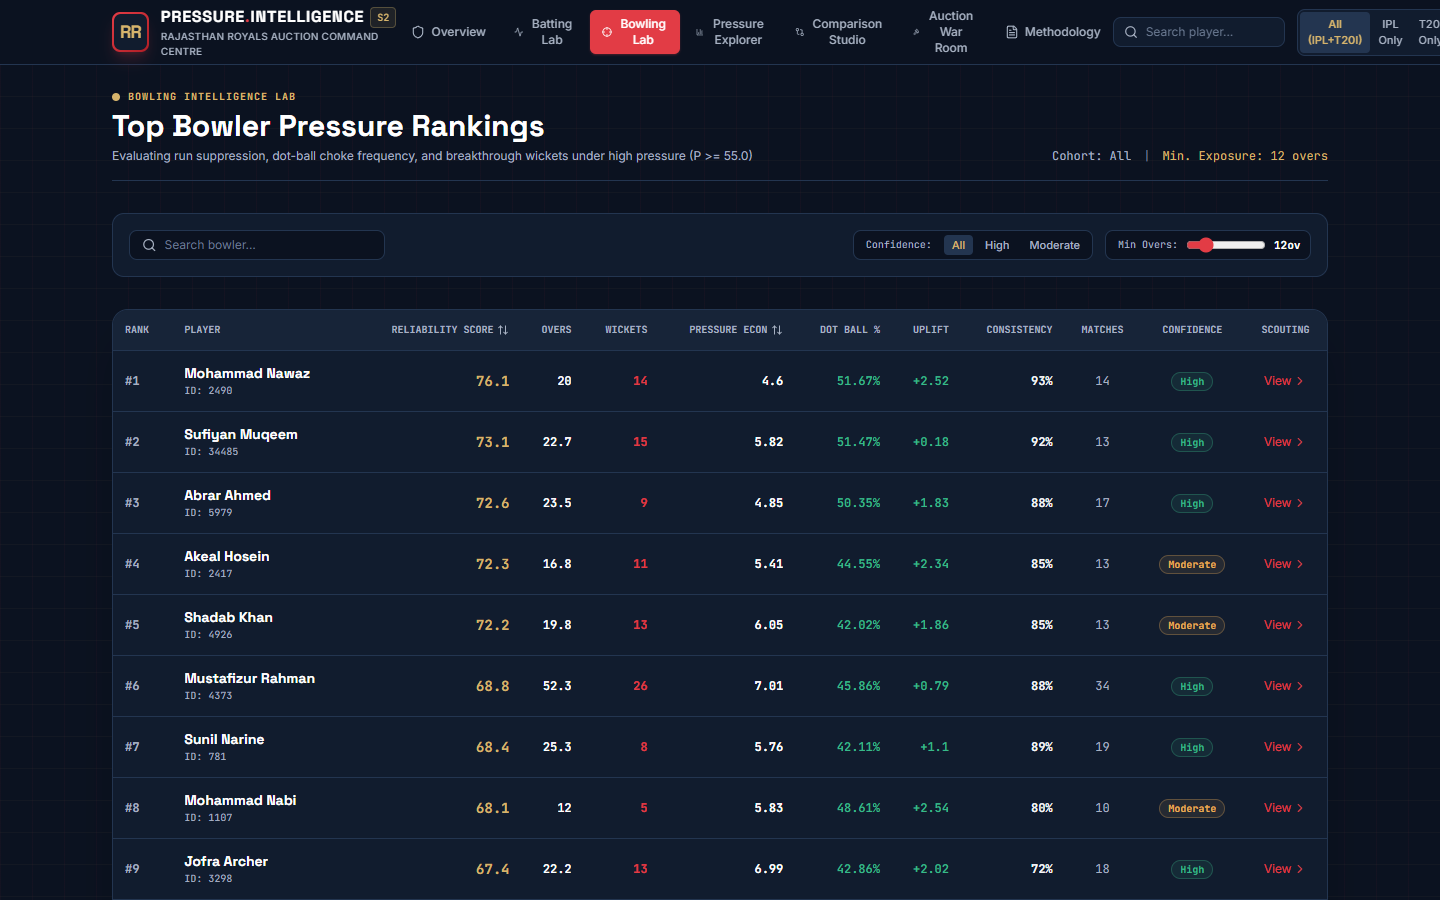 RR
PRESSURE.INTELLIGENCE S2
RAJASTHAN ROYALS AUCTION COMMAND
CENTRE
Overview
Batting
Lab
Bowling
Lab
Pressure
Explorer
Comparison
Studio
Auction
War
Room
Methodology
Search player...
All
(IPL+T20I)
IPL
Only
BOWLING INTELLIGENCE LAB
Top Bowler Pressure Rankings
Evaluating run suppression, dot-ball choke frequency, and breakthrough wickets under high pressure (P >= 55.0)
Cohort: All | Min. Exposure: 12 overs
Search bowler...
Confidence: All High Moderate
Min Overs: 12ov
RANK PLAYER RELIABILITY SCORE OVERS WICKETS PRESSURE ECON DOT BALL % UPLIFT CONSISTENCY MATCHES CONFIDENCE SCOUTING
#1 Mohammad Nawaz 76.1 20 14 4.6 51.67% +2.52 93% 14 High View
ID: 2490
#2 Sufiyan Muqeem 73.1 22.7 15 5.82 51.47% +0.18 92% 13 High View
ID: 34485
#3 Abrar Ahmed 72.6 23.5 9 4.85 50.35% +1.83 88% 17 High View
ID: 5979
#4 Akeal Hosein 72.3 16.8 11 5.41 44.55% +2.34 85% 13 Moderate View
ID: 2417
#5 Shadab Khan 72.2 19.8 13 6.05 42.02% +1.86 85% 13 Moderate View
ID: 4926
#6 Mustafizur Rahman 68.8 52.3 26 7.01 45.86% +0.79 88% 34 High View
ID: 4373
#7 Sunil Narine 68.4 25.3 8 5.76 42.11% +1.1 89% 19 High View
ID: 781
#8 Mohammad Nabi 68.1 12 5 5.83 48.61% +2.54 80% 10 Moderate View
ID: 1107
#9 Jofra Archer 67.4 22.2 13 6.99 42.86% +2.02 72% 18 High View
ID: 3298